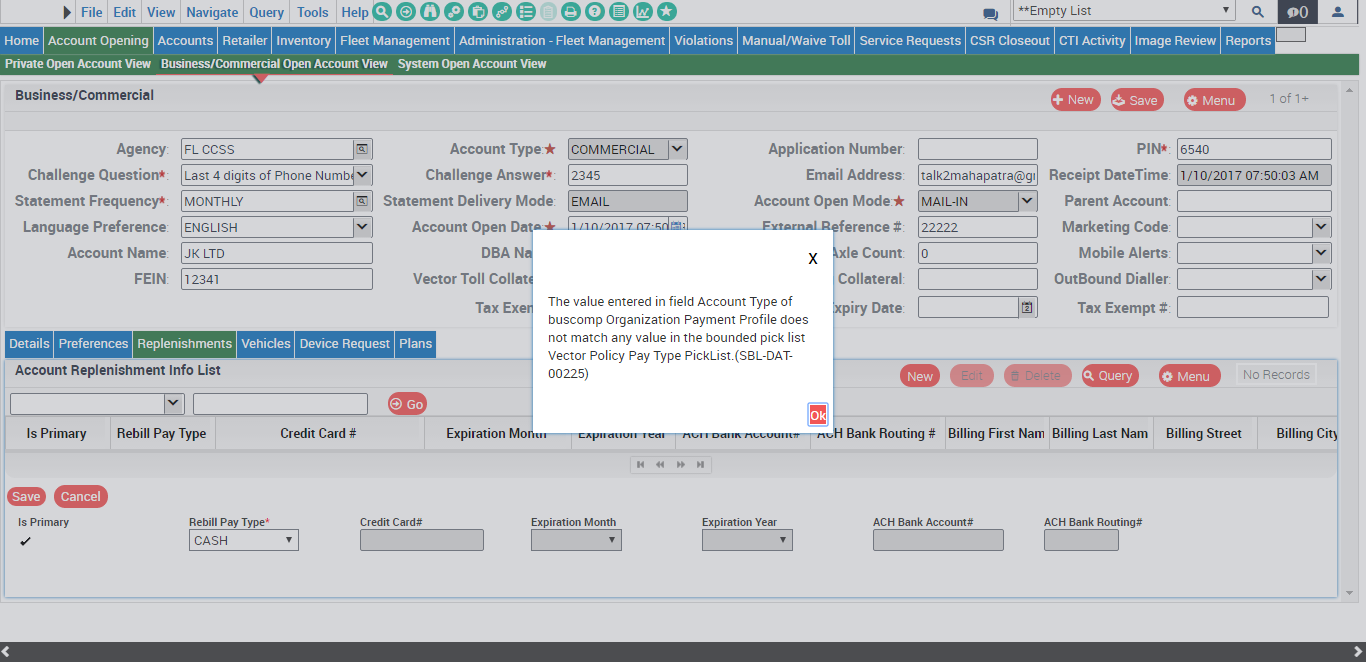 File Edit View Navigate Query Tools Help **Empty List 0
Home Account Opening Accounts Retailer Inventory Fleet Management Administration - Fleet Management Violations Manual/Waive Toll Service Requests CSR Closeout CTI Activity Image Review Reports
Private Open Account View Business/Commercial Open Account View System Open Account View
Business/Commercial New Save Menu 1 of 1+
Agency: FL CCSS Account Type: COMMERCIAL Application Number: PIN*: 6540
Challenge Question*: Last 4 digits of Phone Numbe Challenge Answer*: 2345 Email Address: talk2mahapatra@g Receipt DateTime: 1/10/2017 07:50:03 AM
Statement Frequency*: MONTHLY Statement Delivery Mode: EMAIL Account Open Mode: MAIL-IN Parent Account:
Language Preference: ENGLISH Account Open Date: 1/10/2017 07:50 External Reference #: 22222 Marketing Code:
Account Name: JK LTD DBA Na Axle Count: 0 Mobile Alerts:
FEIN: 12341 Vector Toll Collate Collateral: OutBound Dialler:
Tax Exem xpiry Date: Tax Exempt #:
X
The value entered in field Account Type of
buscomp Organization Payment Profile does
not match any value in the bounded pick list
Vector Policy Pay Type PickList.(SBL-DAT-
00225)
Ok
Details Preferences Replenishments Vehicles Device Request Plans
Account Replenishment Info List New Edit Delete Query Menu No Records
Go
Is Primary Rebill Pay Type Credit Card # Expiration Month Expiration Year ACH Bank Account# ACH Bank Routing # Billing First Nam Billing Last Nam Billing Street Billing City
Save Cancel
Is Primary Rebill Pay Type* Credit Card# Expiration Month Expiration Year ACH Bank Account# ACH Bank Routing#
CASH